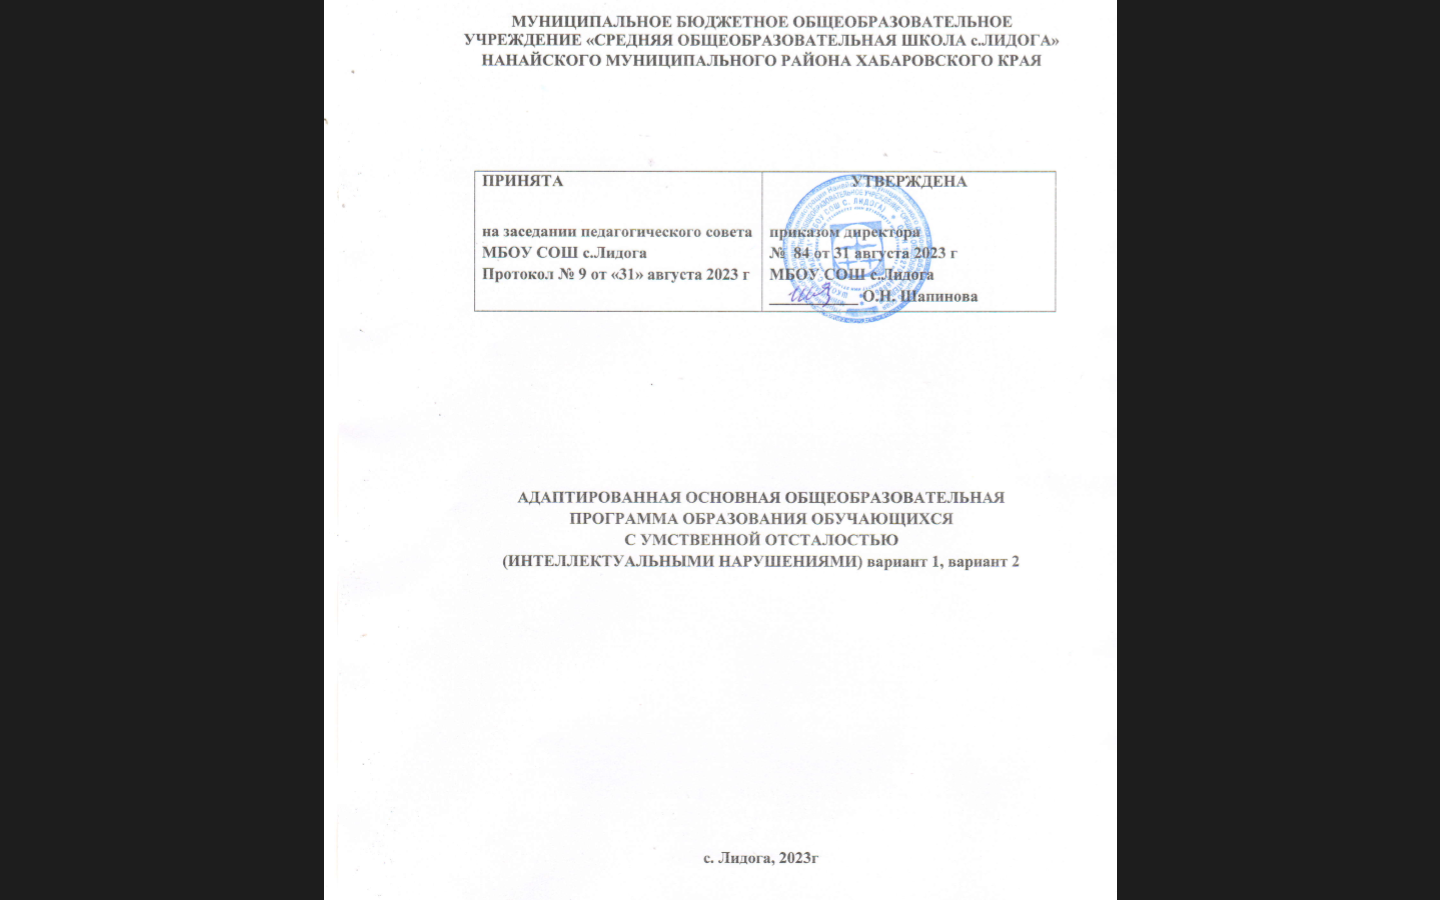 МУНИЦИПАЛЬНОЕ БЮДЖЕТНОЕ ОБЩЕОБРАЗОВАТЕЛЬНОЕ
УЧРЕЖДЕНИЕ «СРЕДНЯЯ ОБЩЕОБРАЗОВАТЕЛЬНАЯ ШКОЛА с.ЛИДОГА»
НАНАЙСКОГО МУНИЦИПАЛЬНОГО РАЙОНА ХАБАРОВСКОГО КРАЯ
ПРИНЯТА
на заседании педагогического совета
МБОУ СОШ с.Лидога
Протокол № 9 от «31» августа 2023 г
УТВЕРЖДЕНА
приказом директора
№ 84 от 31 августа 2023 г
МБОУ СОШ с.Лидога
О.Н. Шапинова
АДАПТИРОВАННАЯ ОСНОВНАЯ ОБЩЕОБРАЗОВАТЕЛЬНАЯ
ПРОГРАММА ОБРАЗОВАНИЯ ОБУЧАЮЩИХСЯ
С УМСТВЕННОЙ ОТСТАЛОСТЬЮ
(ИНТЕЛЛЕКТУАЛЬНЫМИ НАРУШЕНИЯМИ) вариант 1, вариант 2
с. Лидога, 2023г